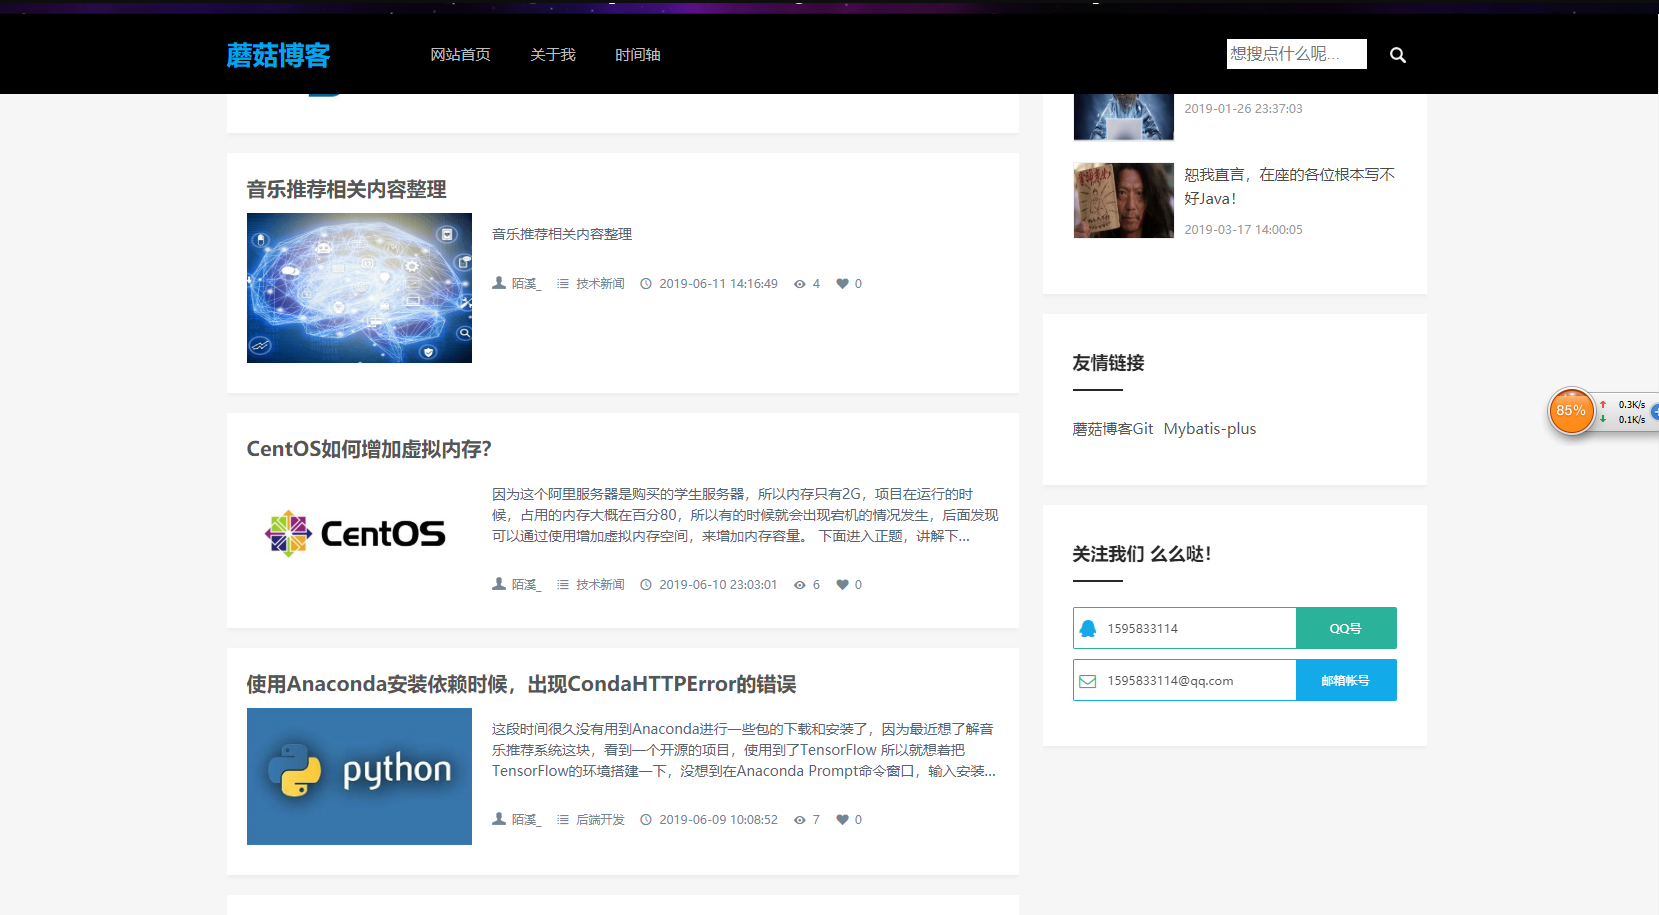 蘑菇博客
网站首页
关于我
时间轴
想搜点什么呢...
音乐推荐相关内容整理
音乐推荐相关内容整理
陌溪_ 技术新闻 2019-06-11 14:16:49 4 0
CentOS如何增加虚拟内存?
CentOS
因为这个阿里服务器是购买的学生服务器，所以内存只有2G，项目在运行的时
候，占用的内存大概在百分80，所以有的时候就会出现宕机的情况发生，后面发现
可以通过使用增加虚拟内存空间，来增加内存容量。 下面进入正题，讲解下...
陌溪_ 技术新闻 2019-06-10 23:03:01 6 0
使用Anaconda安装依赖时候，出现CondaHTTPError的错误
python
这段时间很久没有用到Anaconda进行一些包的下载和安装了，因为最近想了解音
乐推荐系统这块，看到一个开源的项目，使用到了TensorFlow 所以就想着把
TensorFlow的环境搭建一下，没想到在Anaconda Prompt命令窗口，输入安装...
陌溪_ 后端开发 2019-06-09 10:08:52 7 0
2019-01-26 23:37:03
恕我直言，在座的各位根本写不
好Java！
2019-03-17 14:00:05
友情链接
蘑菇博客Git Mybatis-plus
关注我们 么么哒！
1595833114 QQ号
1595833114@qq.com 邮箱帐号
85%
0.3K/s
0.1K/s